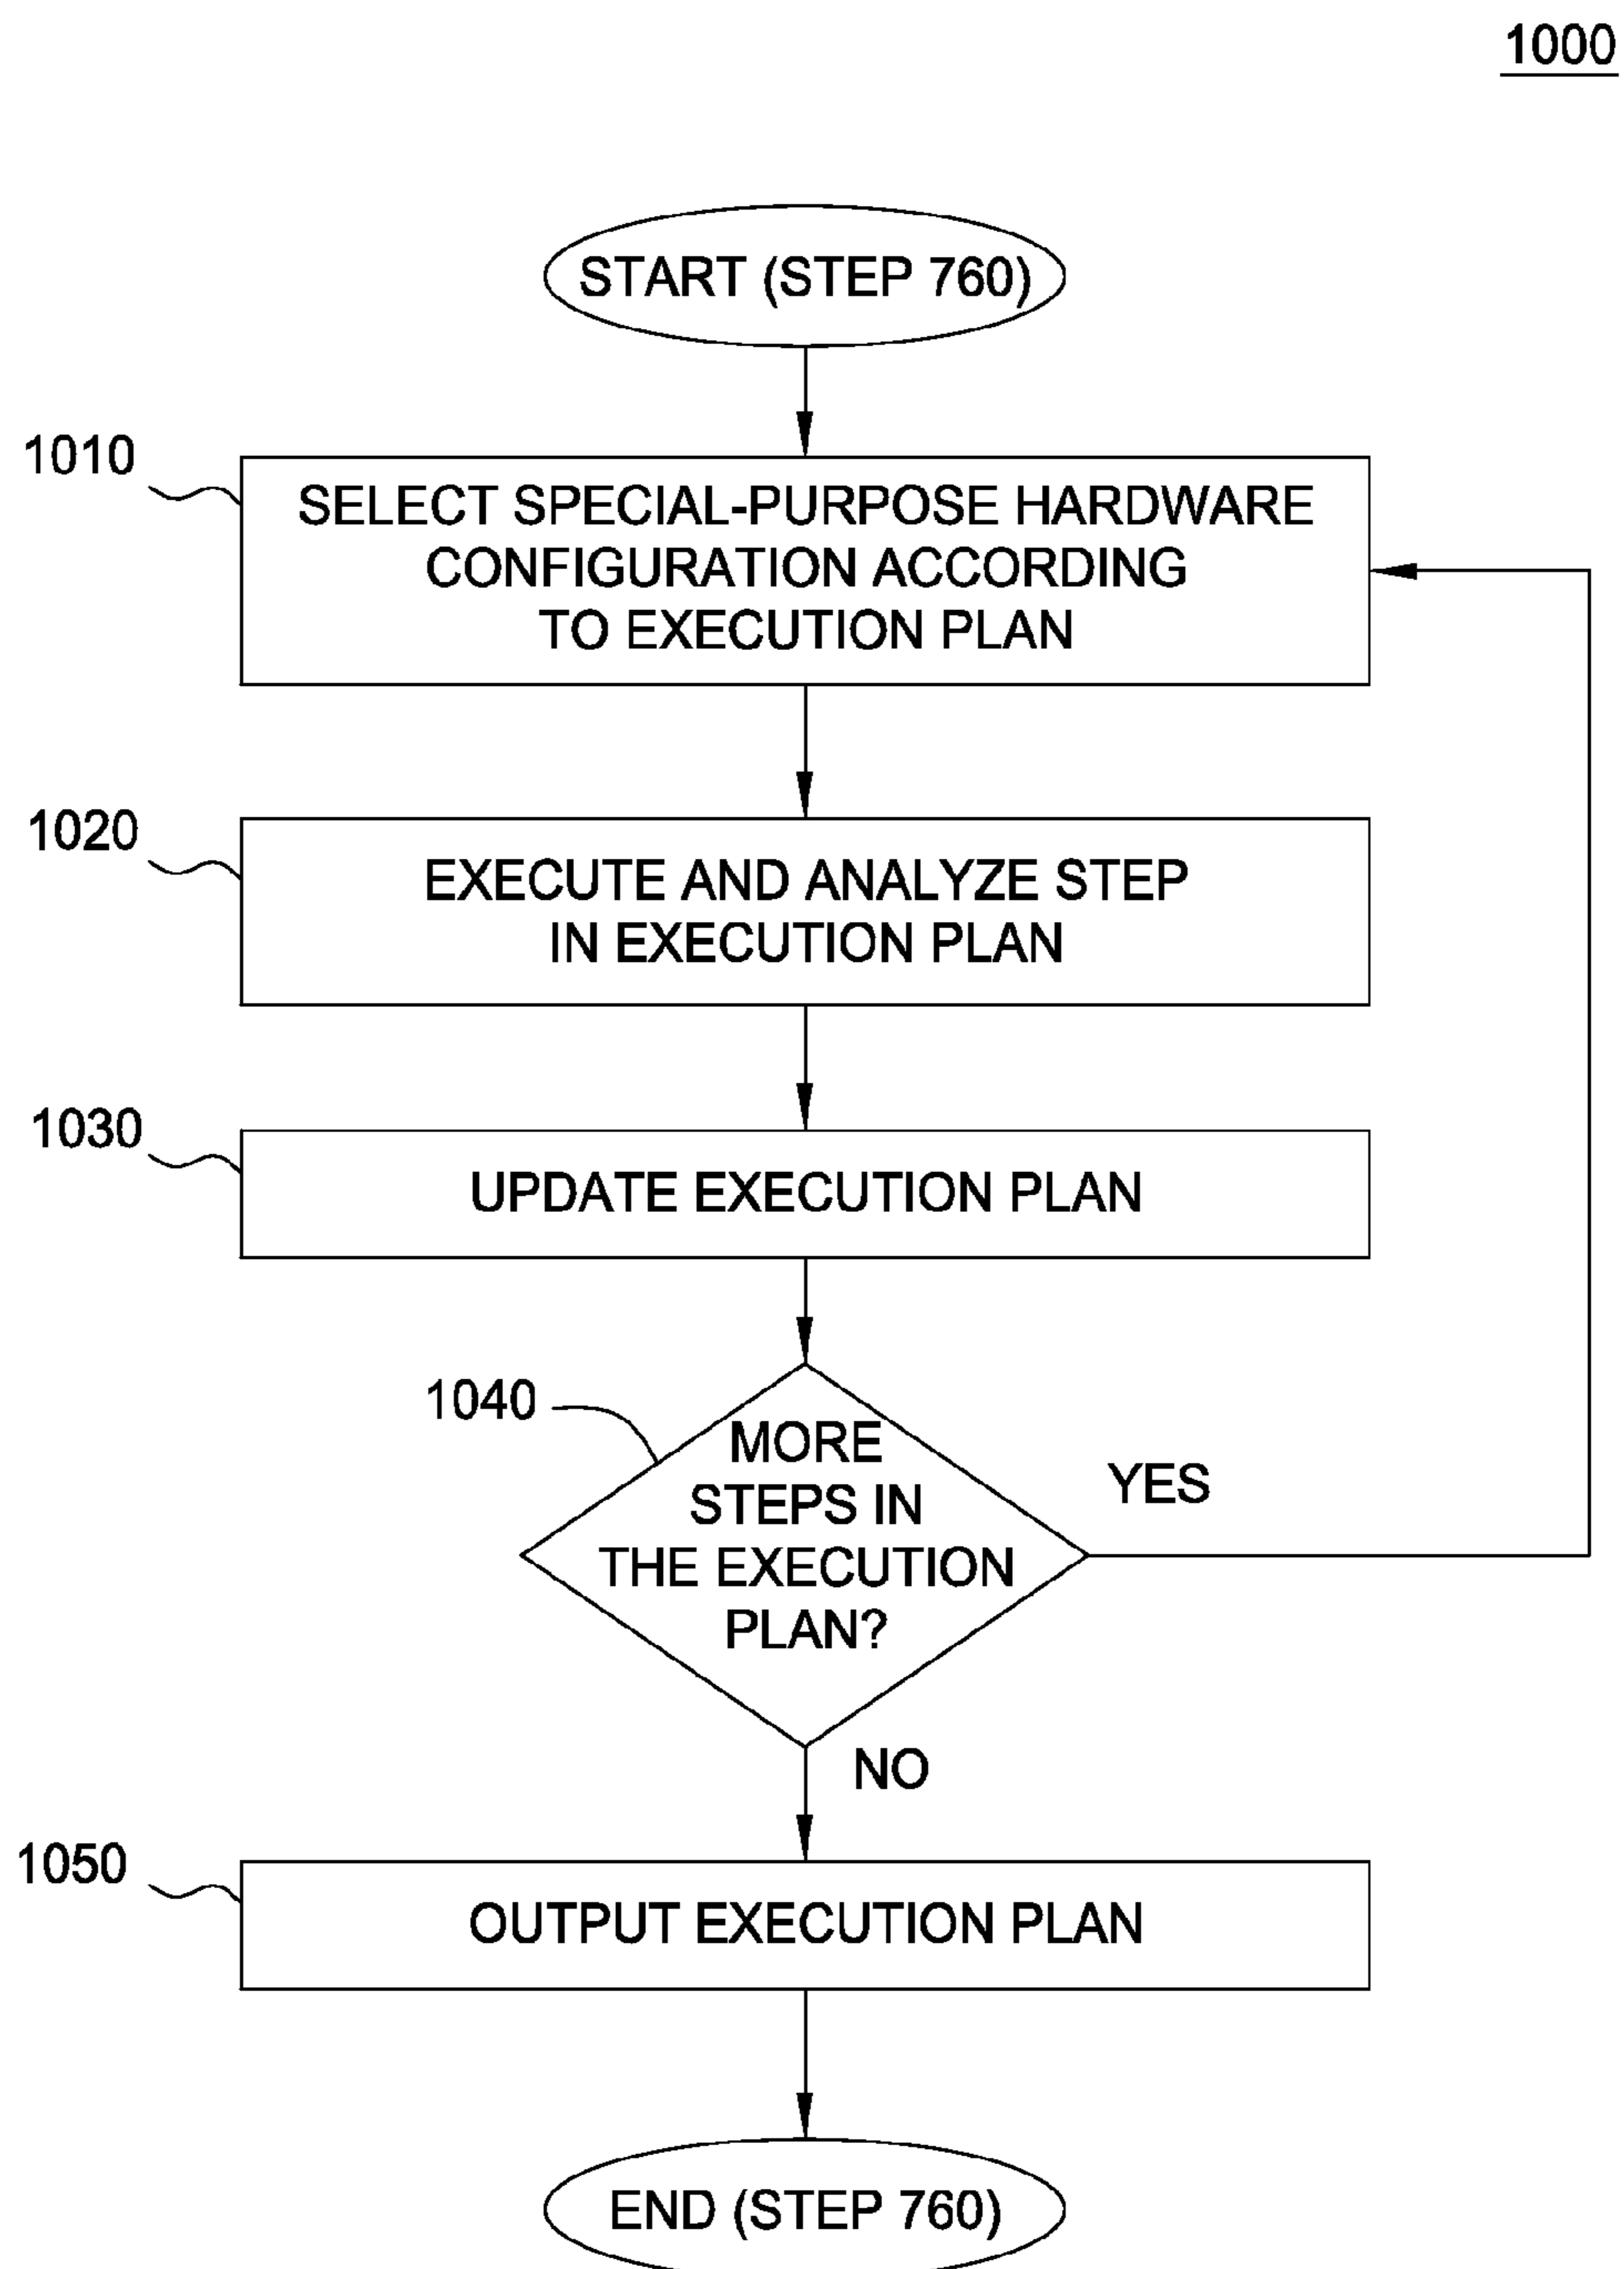 1000
START (STEP 760)
1010
SELECT SPECIAL-PURPOSE HARDWARE
CONFIGURATION ACCORDING
TO EXECUTION PLAN
1020
EXECUTE AND ANALYZE STEP
IN EXECUTION PLAN
1030
UPDATE EXECUTION PLAN
1040
MORE
STEPS IN
THE EXECUTION
PLAN?
YES
NO
1050
OUTPUT EXECUTION PLAN
END (STEP 760)